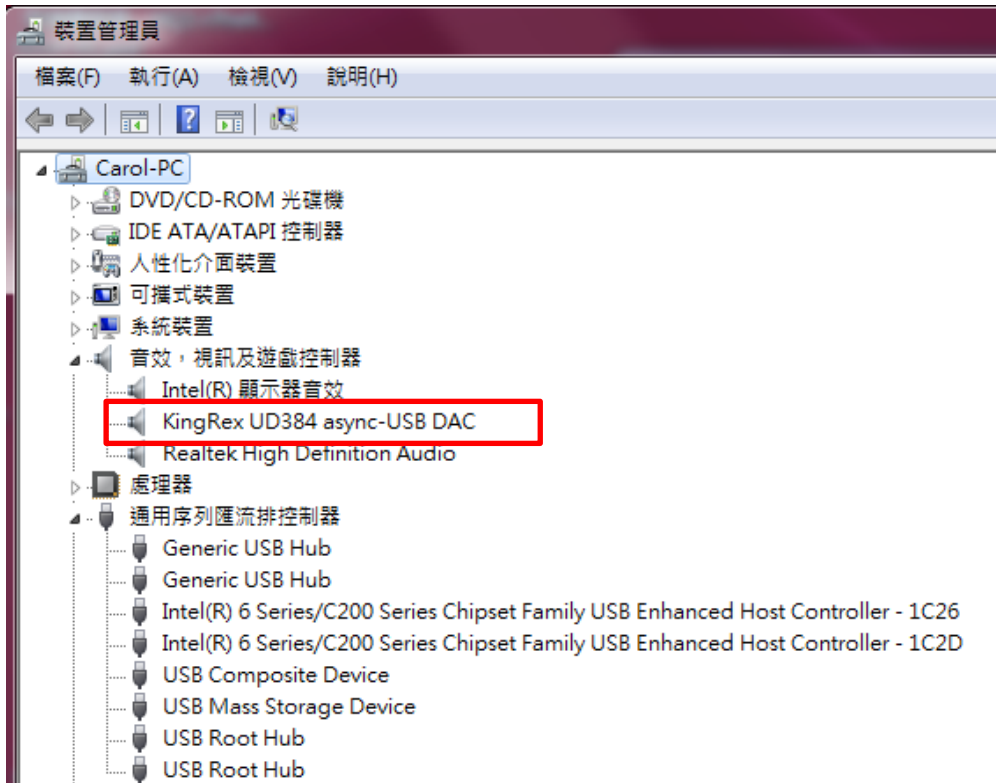 裝置管理員
檔案(F) 執行(A) 檢視(V) 說明(H)
Carol-PC
DVD/CD-ROM 光碟機
IDE ATA/ATAPI 控制器
人性化介面裝置
可攜式裝置
系統裝置
音效，視訊及遊戲控制器
Intel(R) 顯示器音效
KingRex UD384 async-USB DAC
Realtek High Definition Audio
處理器
通用序列匯流排控制器
Generic USB Hub
Generic USB Hub
Intel(R) 6 Series/C200 Series Chipset Family USB Enhanced Host Controller - 1C26
Intel(R) 6 Series/C200 Series Chipset Family USB Enhanced Host Controller - 1C2D
USB Composite Device
USB Mass Storage Device
USB Root Hub
USB Root Hub